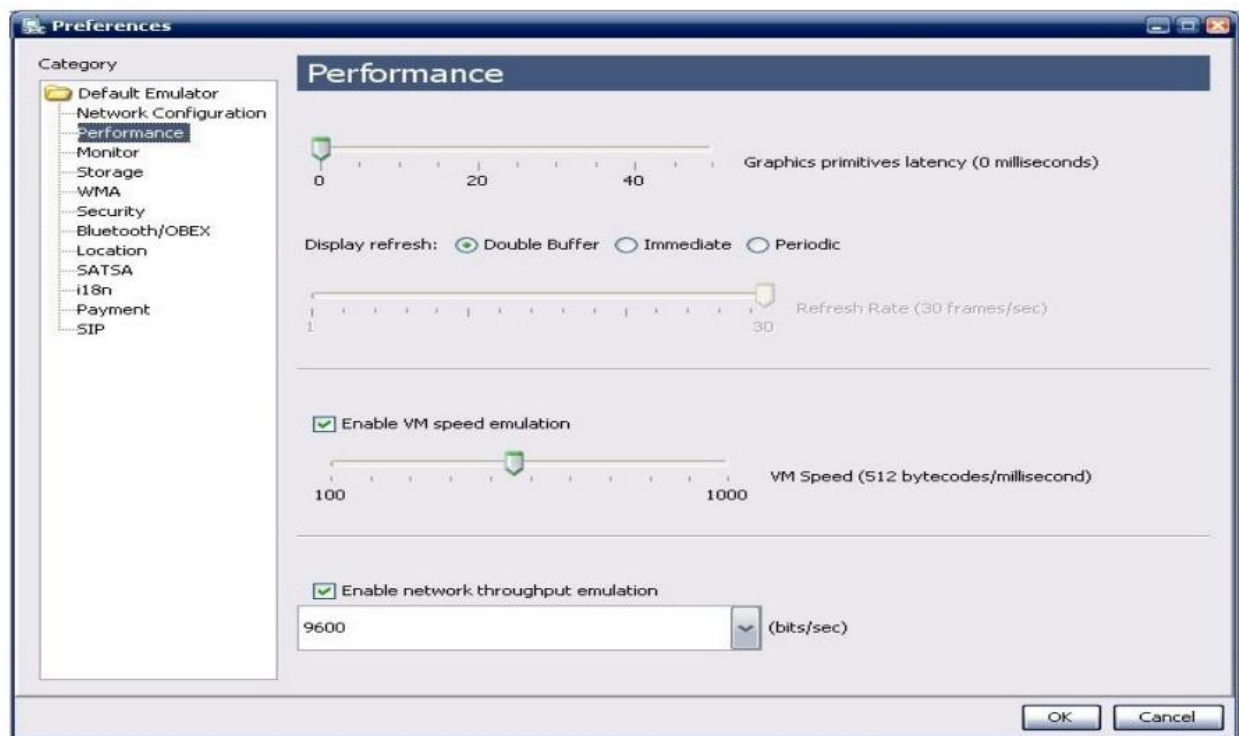 Preferences
Category
Default Emulator
Network Configuration
Performance
Monitor
Storage
WMA
Security
Bluetooth/OBEX
Location
SATSA
i18n
Payment
SIP
Performance
0 20 40
Graphics primitives latency (0 milliseconds)
Display refresh: Double Buffer Immediate Periodic
1 30
Refresh Rate (30 frames/sec)
Enable VM speed emulation
100 1000
VM Speed (512 bytecodes/millisecond)
Enable network throughput emulation
9600 (bits/sec)
OK Cancel